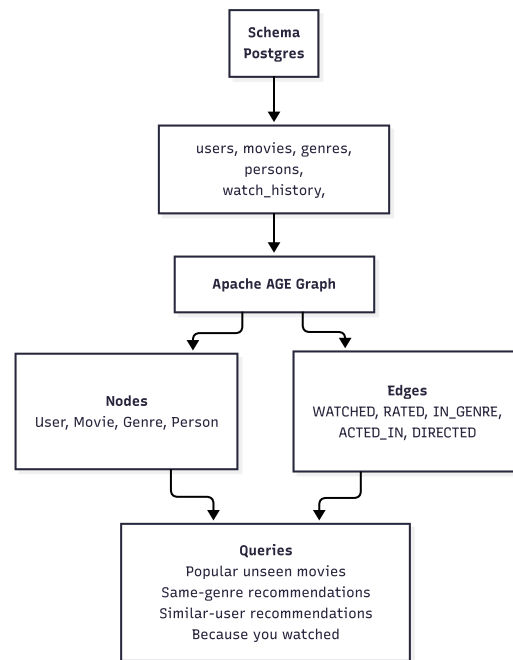 Schema
Postgres
users, movies, genres,
persons,
watch_history,
Apache AGE Graph
Nodes
User, Movie, Genre, Person
Edges
WATCHED, RATED, IN_GENRE,
ACTED_IN, DIRECTED
Queries
Popular unseen movies
Same-genre recommendations
Similar-user recommendations
Because you watched